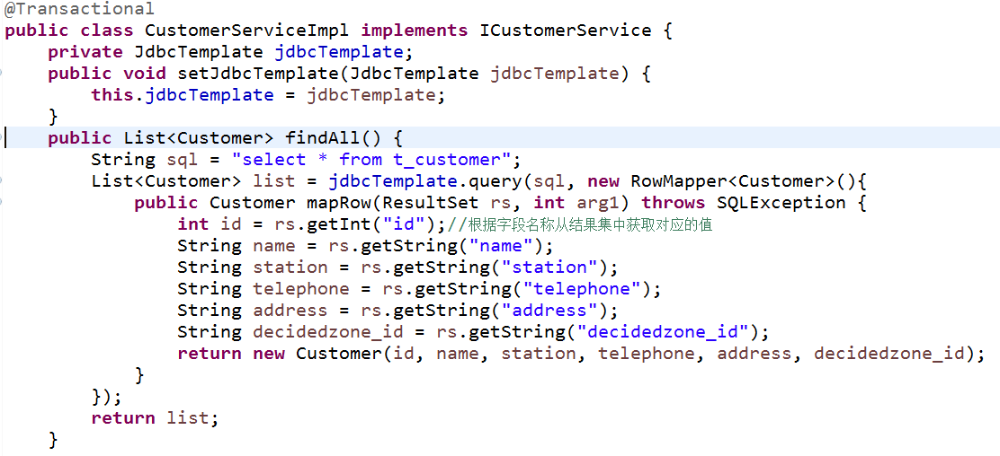 @Transactional
public class CustomerServiceImpl implements ICustomerService {
    private JdbcTemplate jdbcTemplate;
    public void setJdbcTemplate(JdbcTemplate jdbcTemplate) {
        this.jdbcTemplate = jdbcTemplate;
    }
    public List<Customer> findAll() {
        String sql = "select * from t_customer";
        List<Customer> list = jdbcTemplate.query(sql, new RowMapper<Customer>(){
            public Customer mapRow(ResultSet rs, int arg1) throws SQLException {
                int id = rs.getInt("id");//根据字段名称从结果集中获取对应的值
                String name = rs.getString("name");
                String station = rs.getString("station");
                String telephone = rs.getString("telephone");
                String address = rs.getString("address");
                String decidedzone_id = rs.getString("decidedzone_id");
                return new Customer(id, name, station, telephone, address, decidedzone_id);
            }
        });
        return list;
    }